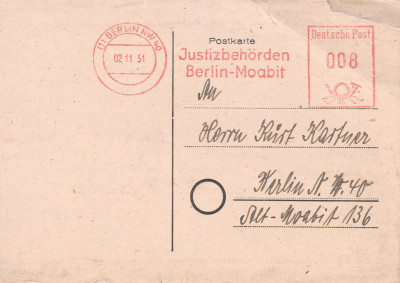 (1) BERLIN NW 40
02.11.51
Postkarte
Justizbehörden
Berlin-Moabit
Deutsche Post
008
An
Herrn Kurt Kastner
Berlin N.W. 40
Alt-Moabit 136